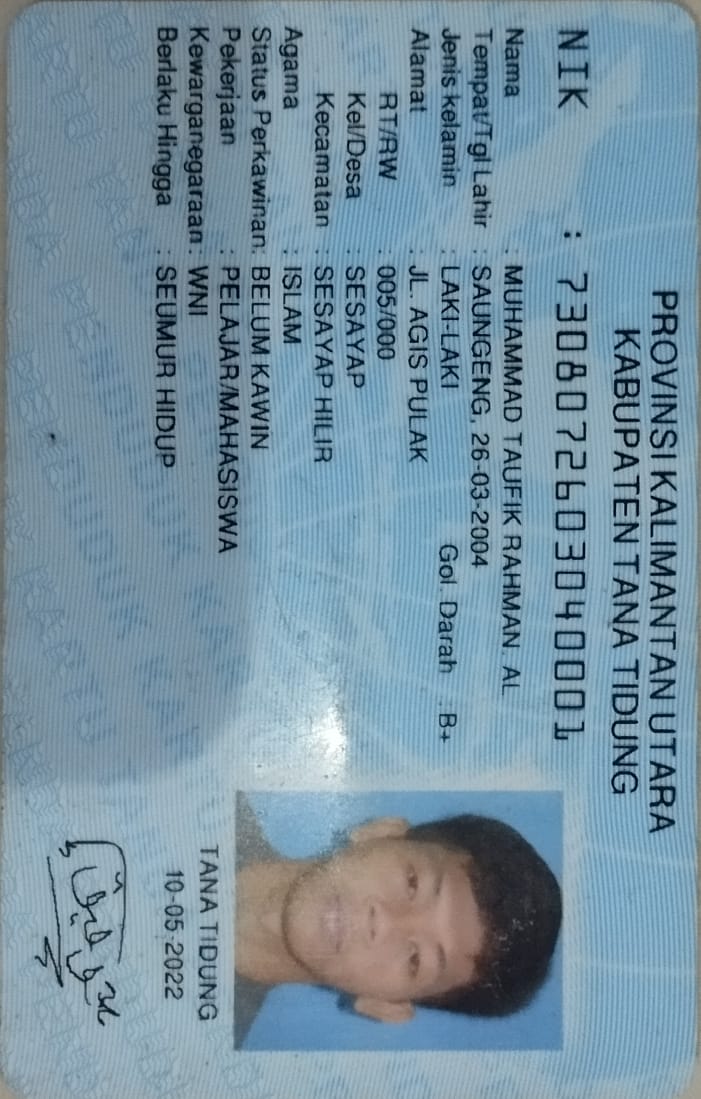 PROVINSI KALIMANTAN UTARA
KABUPATEN TANA TIDUNG
NIK : 7308072603040001
Nama : MUHAMMAD TAUFIK RAHMAN. AL
Tempat/Tgl Lahir : SAUNGENG, 26-03-2004
Jenis kelamin : LAKI-LAKI Gol. Darah : B+
Alamat : JL. AGIS PULAK
RT/RW : 005/000
Kel/Desa : SESAYAP
Kecamatan : SESAYAP HILIR
Agama : ISLAM
Status Perkawinan: BELUM KAWIN
Pekerjaan : PELAJAR/MAHASISWA
Kewarganegaraan: WNI
Berlaku Hingga : SEUMUR HIDUP
TANA TIDUNG
10-05-2022